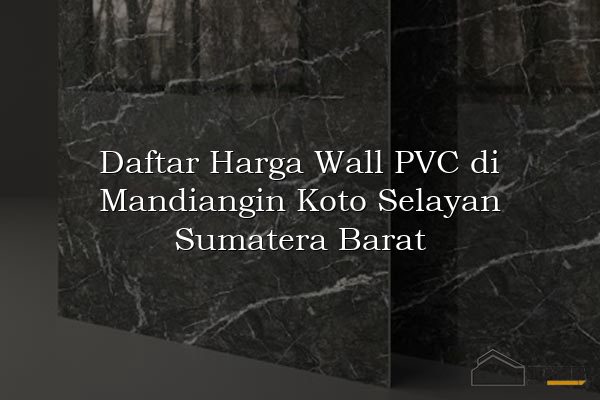 Daftar Harga Wall PVC di
Mandiangin Koto Selayan
Sumatera Barat